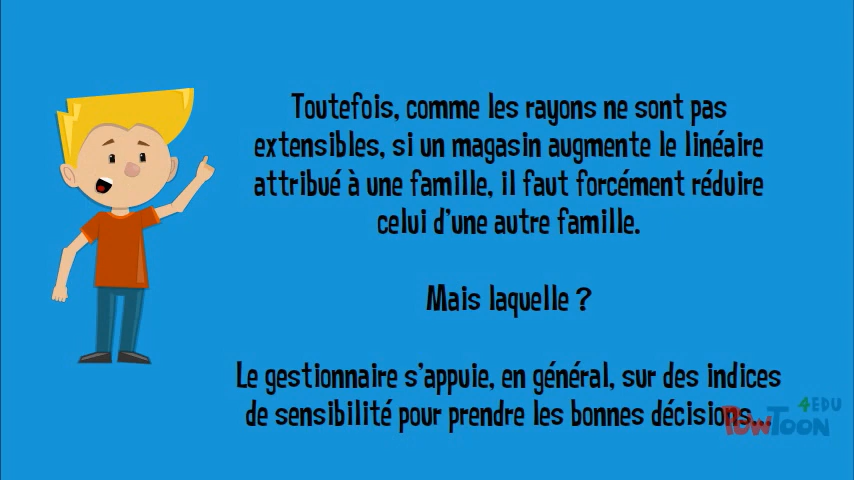 Toutefois, comme les rayons ne sont pas
extensibles, si un magasin augmente le linéaire
attribué à une famille, il faut forcément réduire
celui d'une autre famille.
Mais laquelle ?
Le gestionnaire s'appuie, en général, sur des indices
de sensibilité pour prendre les bonnes décisions...
4EDU
PowToon